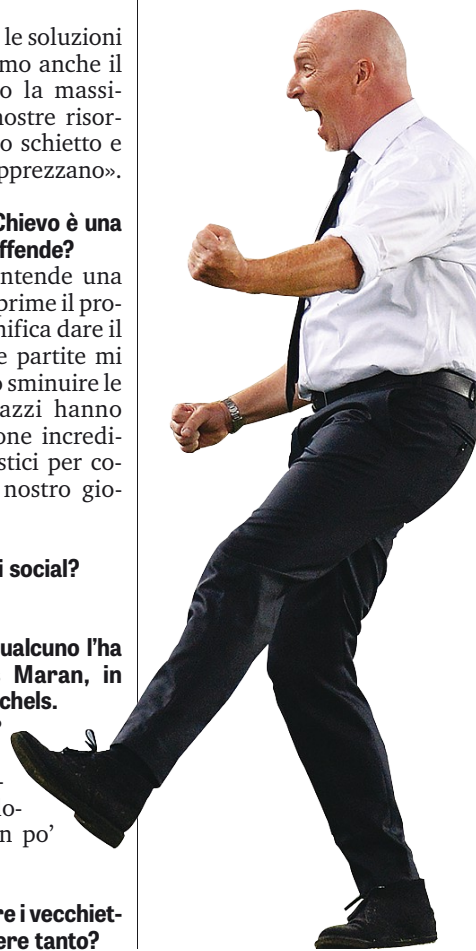 le soluzioni
mo anche il
o la massi-
nostre risor-
o schietto e
pprezzano».
Chievo è una
ffende?
ntende una
prime il pro-
nifica dare il
e partite mi
o sminuire le
azzi hanno
one incredi-
stici per co-
nostro gio-
i social?
ualcuno l'ha
Maran, in
chels.
n po'
re i vecchiet-
ere tanto?